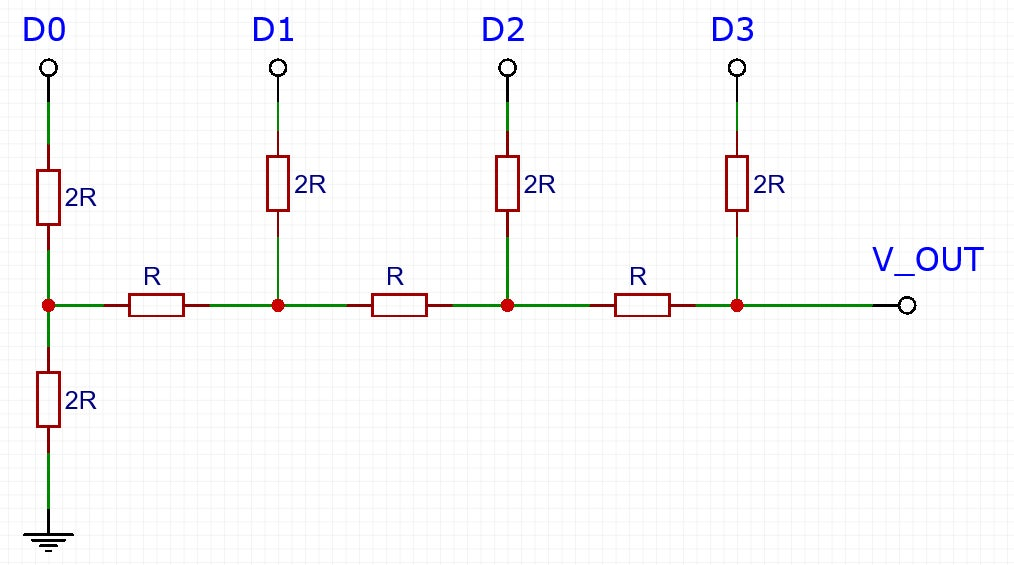 D0 D1 D2 D3
2R 2R 2R 2R
V_OUT
R R R
2R